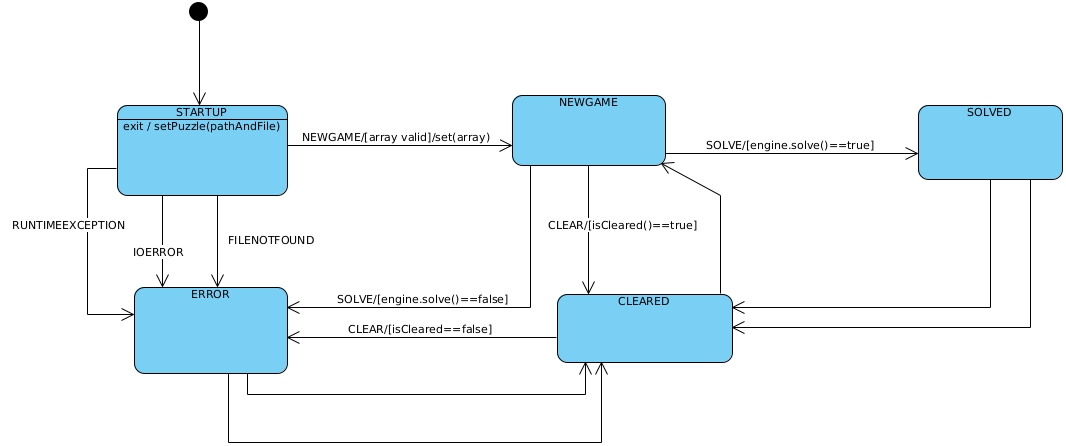 STARTUP
exit / setPuzzle(pathAndFile)
NEWGAME/[array valid]/set(array)
NEWGAME
SOLVE/[engine.solve()==true]
SOLVED
RUNTIMEEXCEPTION
IOERROR
FILENOTFOUND
CLEAR/[isCleared()==true]
ERROR
SOLVE/[engine.solve()==false]
CLEAR/[isCleared==false]
CLEARED